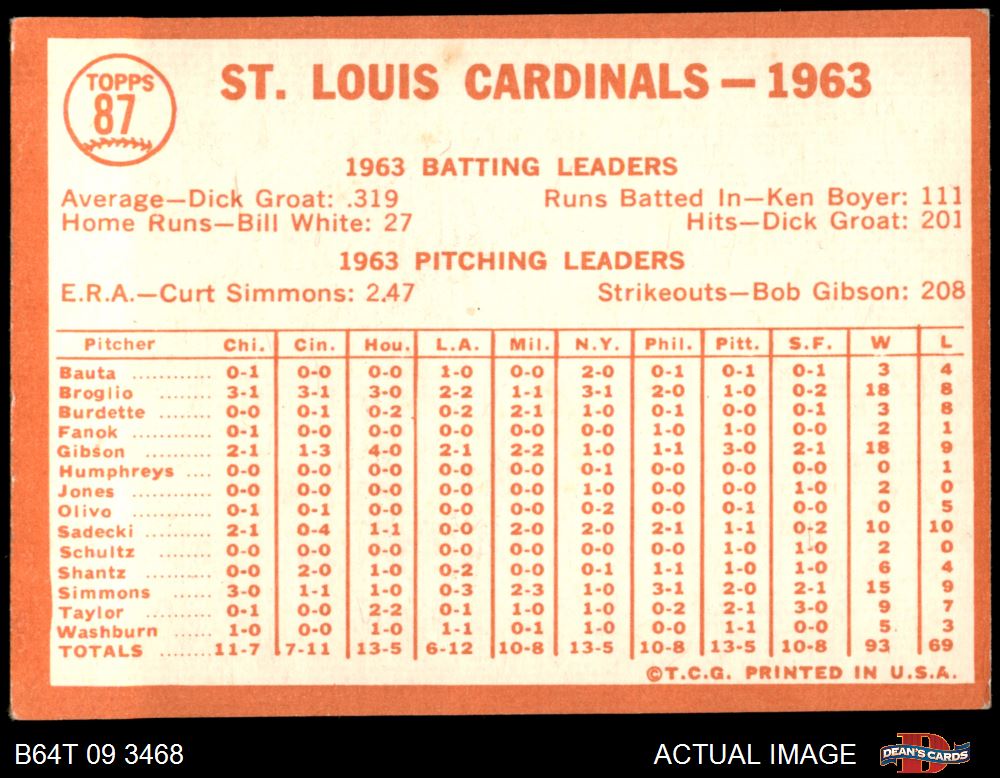 TOPPS
87
ST. LOUIS CARDINALS — 1963
1963 BATTING LEADERS
Average—Dick Groat: .319 Runs Batted In—Ken Boyer: 111
Home Runs—Bill White: 27 Hits—Dick Groat: 201
1963 PITCHING LEADERS
E.R.A.—Curt Simmons: 2.47 Strikeouts—Bob Gibson: 208
Pitcher Chi. Cin. Hou. L.A. Mil. N.Y. Phil. Pitt. S.F. W L
Bauta ........... 0-1 0-0 0-0 1-0 0-0 2-0 0-1 0-1 0-1 3 4
Broglio ........ 3-1 3-1 3-0 2-2 1-1 3-1 2-0 1-0 0-2 18 8
Burdette ....... 0-0 0-1 0-2 0-2 2-1 1-0 0-1 0-0 0-1 3 8
Fanok .......... 0-1 0-0 0-0 0-0 0-0 0-0 1-0 1-0 0-0 2 1
Gibson ......... 2-1 1-3 4-0 2-1 2-2 1-0 1-1 3-0 2-1 18 9
Humphreys .... 0-0 0-0 0-0 0-0 0-0 0-1 0-0 0-0 0-0 0 1
Jones ........... 0-0 0-0 0-0 0-0 0-0 1-0 0-0 0-0 1-0 2 0
Olivo ........... 0-1 0-1 0-0 0-0 0-0 0-2 0-0 0-1 0-0 0 5
Sadecki ......... 2-1 0-4 1-1 0-0 2-0 2-0 2-1 1-1 0-2 10 10
Schultz ......... 0-0 0-0 0-0 0-0 0-0 0-0 0-0 1-0 1-0 2 0
Shantz .......... 0-0 2-0 1-0 0-2 0-0 0-1 1-1 1-0 1-0 6 4
Simmons ....... 3-0 1-1 1-0 0-3 2-3 1-0 3-1 2-0 2-1 15 9
Taylor .......... 0-1 0-0 2-2 0-1 1-0 1-0 0-2 2-1 3-0 9 7
Washburn ...... 1-0 0-0 1-0 1-1 0-1 1-0 0-0 1-1 0-0 5 3
TOTALS ........ 11-7 7-11 13-5 6-12 10-8 13-5 10-8 13-5 10-8 93 69
©T.C.G. PRINTED IN U.S.A.
B64T 09 3468 ACTUAL IMAGE DEAN'S CARDS